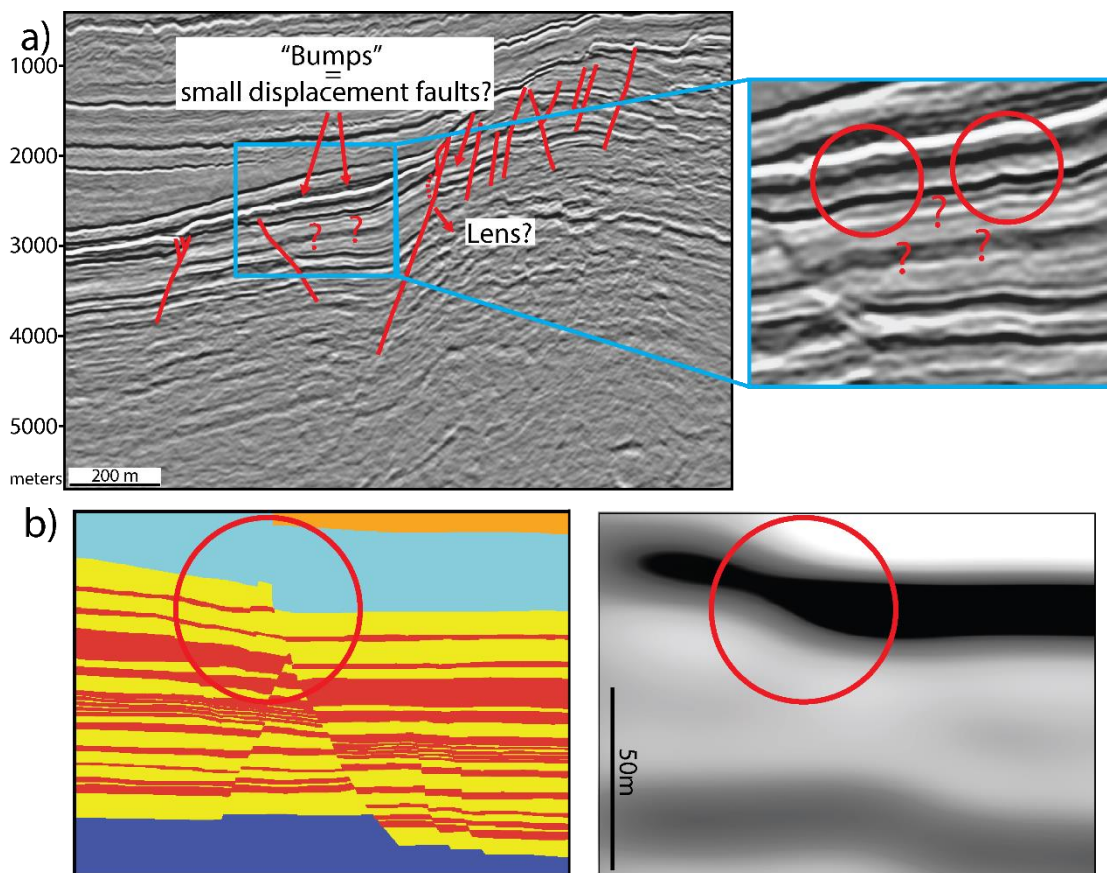 a)
“Bumps”
=
small displacement faults?
1000
2000
? ?
Lens?
3000
4000
5000
meters
200 m
?
? ?
b)
50m